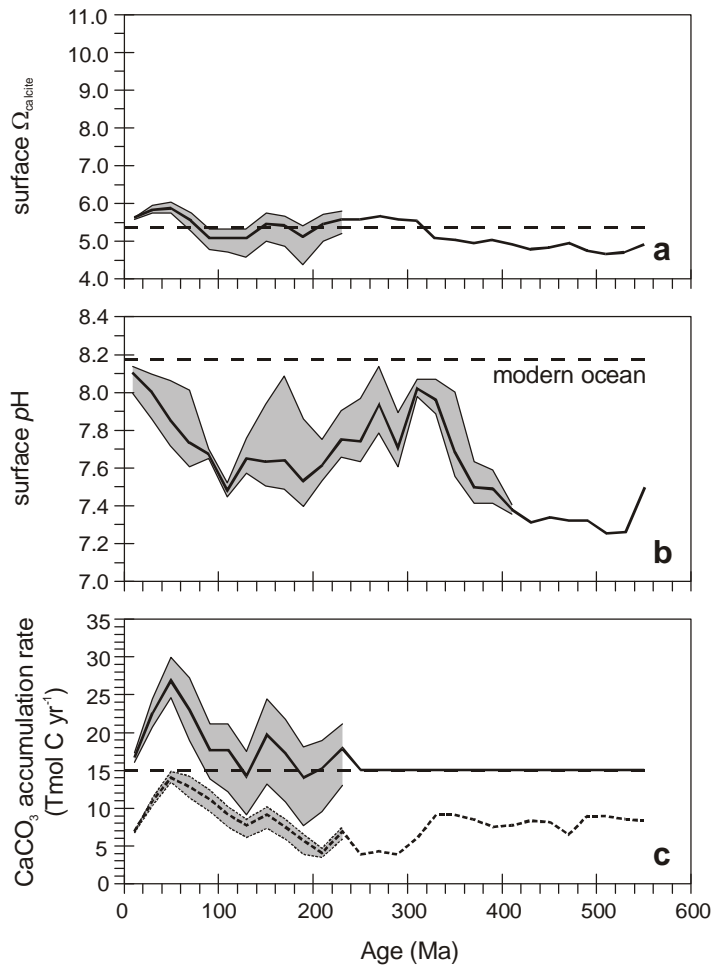 11.0
10.0
9.0
8.0
7.0
6.0
5.0
4.0
surface Ωcalcite
a
8.4
8.2
8.0
7.8
7.6
7.4
7.2
7.0
surface pH
modern ocean
b
35
30
25
20
15
10
5
0
CaCO3 accumulation rate
(Tmol C yr-1)
c
0 100 200 300 400 500 600
Age (Ma)